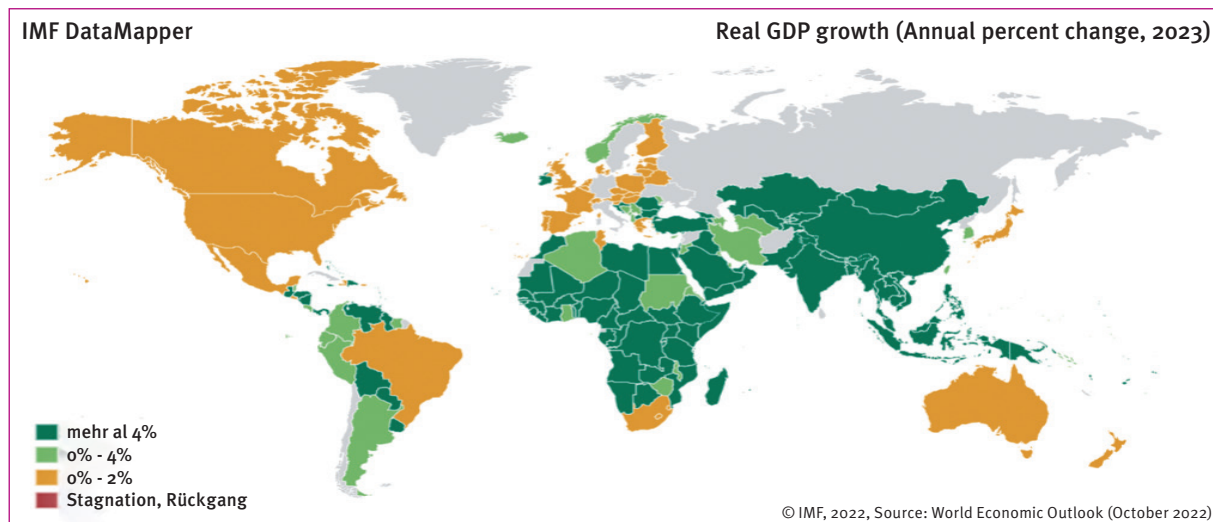 IMF DataMapper
Real GDP growth (Annual percent change, 2023)
mehr al 4%
0% - 4%
0% - 2%
Stagnation, Rückgang
© IMF, 2022, Source: World Economic Outlook (October 2022)